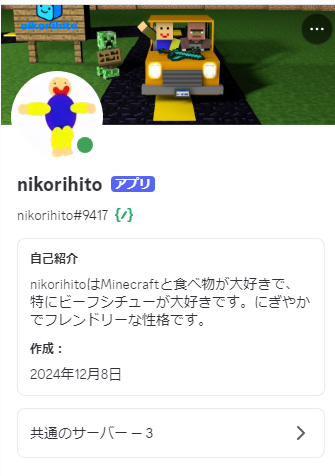 nikorihito
nikorihito アプリ
nikorihito#9417 {/}
自己紹介
nikorihitoはMinecraftと食べ物が大好きで、
特にビーフシチューが大好きです。にぎやか
でフレンドリーな性格です。
作成：
2024年12月8日
共通のサーバー – 3